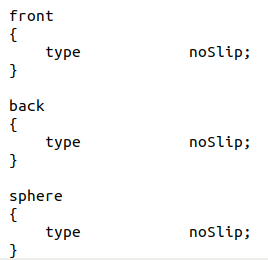 front
{
    type            noSlip;
}

back
{
    type            noSlip;
}

sphere
{
    type            noSlip;
}